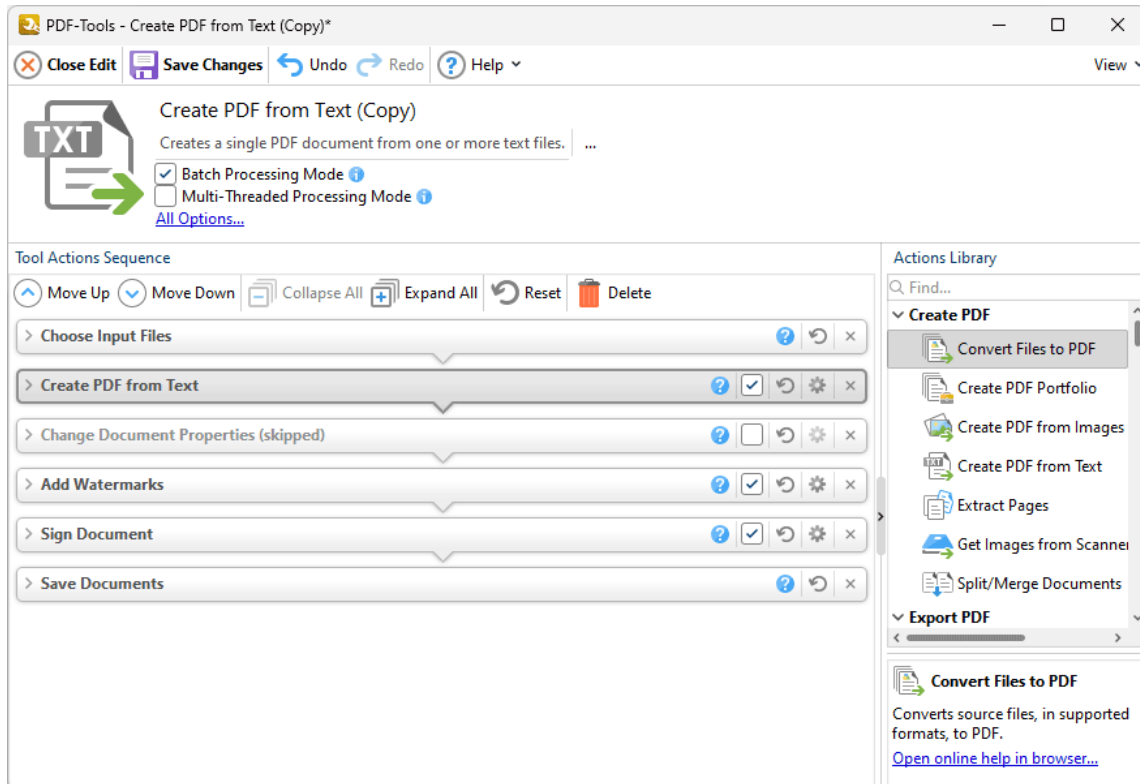 PDF-Tools - Create PDF from Text (Copy)*
Close Edit Save Changes Undo Redo ? Help View
Create PDF from Text (Copy)
TXT
Creates a single PDF document from one or more text files. ...
Batch Processing Mode i
Multi-Threaded Processing Mode i
All Options...
Tool Actions Sequence
Move Up Move Down Collapse All Expand All Reset Delete
Choose Input Files ?
Create PDF from Text ?
Change Document Properties (skipped) ?
Add Watermarks ?
Sign Document ?
Save Documents ?
Actions Library
Find...
Create PDF
Convert Files to PDF
Create PDF Portfolio
Create PDF from Images
TXT Create PDF from Text
Extract Pages
Get Images from Scanner
Split/Merge Documents
Export PDF
Convert Files to PDF
Converts source files, in supported
formats, to PDF.
Open online help in browser...